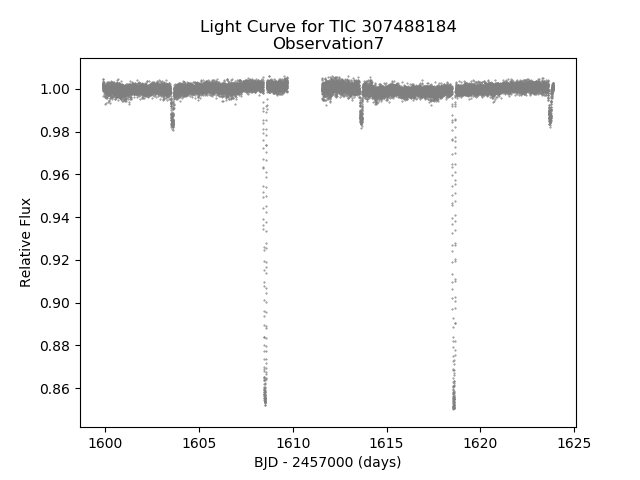 Light Curve for TIC 307488184
Observation7
Relative Flux
1.00
0.98
0.96
0.94
0.92
0.90
0.88
0.86
1600 1605 1610 1615 1620 1625
BJD - 2457000 (days)